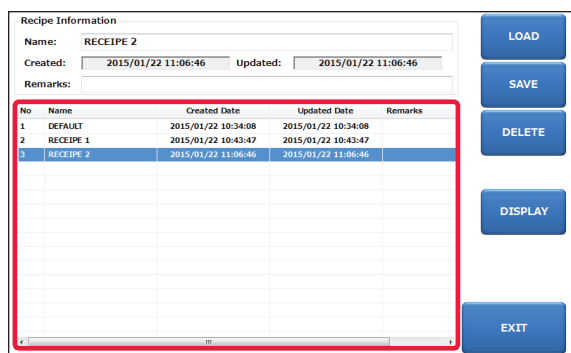 Recipe Information
Name: RECEIPE 2
Created: 2015/01/22 11:06:46 Updated: 2015/01/22 11:06:46
Remarks:
No Name Created Date Updated Date Remarks
1 DEFAULT 2015/01/22 10:34:08 2015/01/22 10:34:08
2 RECEIPE 1 2015/01/22 10:43:47 2015/01/22 10:43:47
3 RECEIPE 2 2015/01/22 11:06:46 2015/01/22 11:06:46
LOAD
SAVE
DELETE
DISPLAY
EXIT